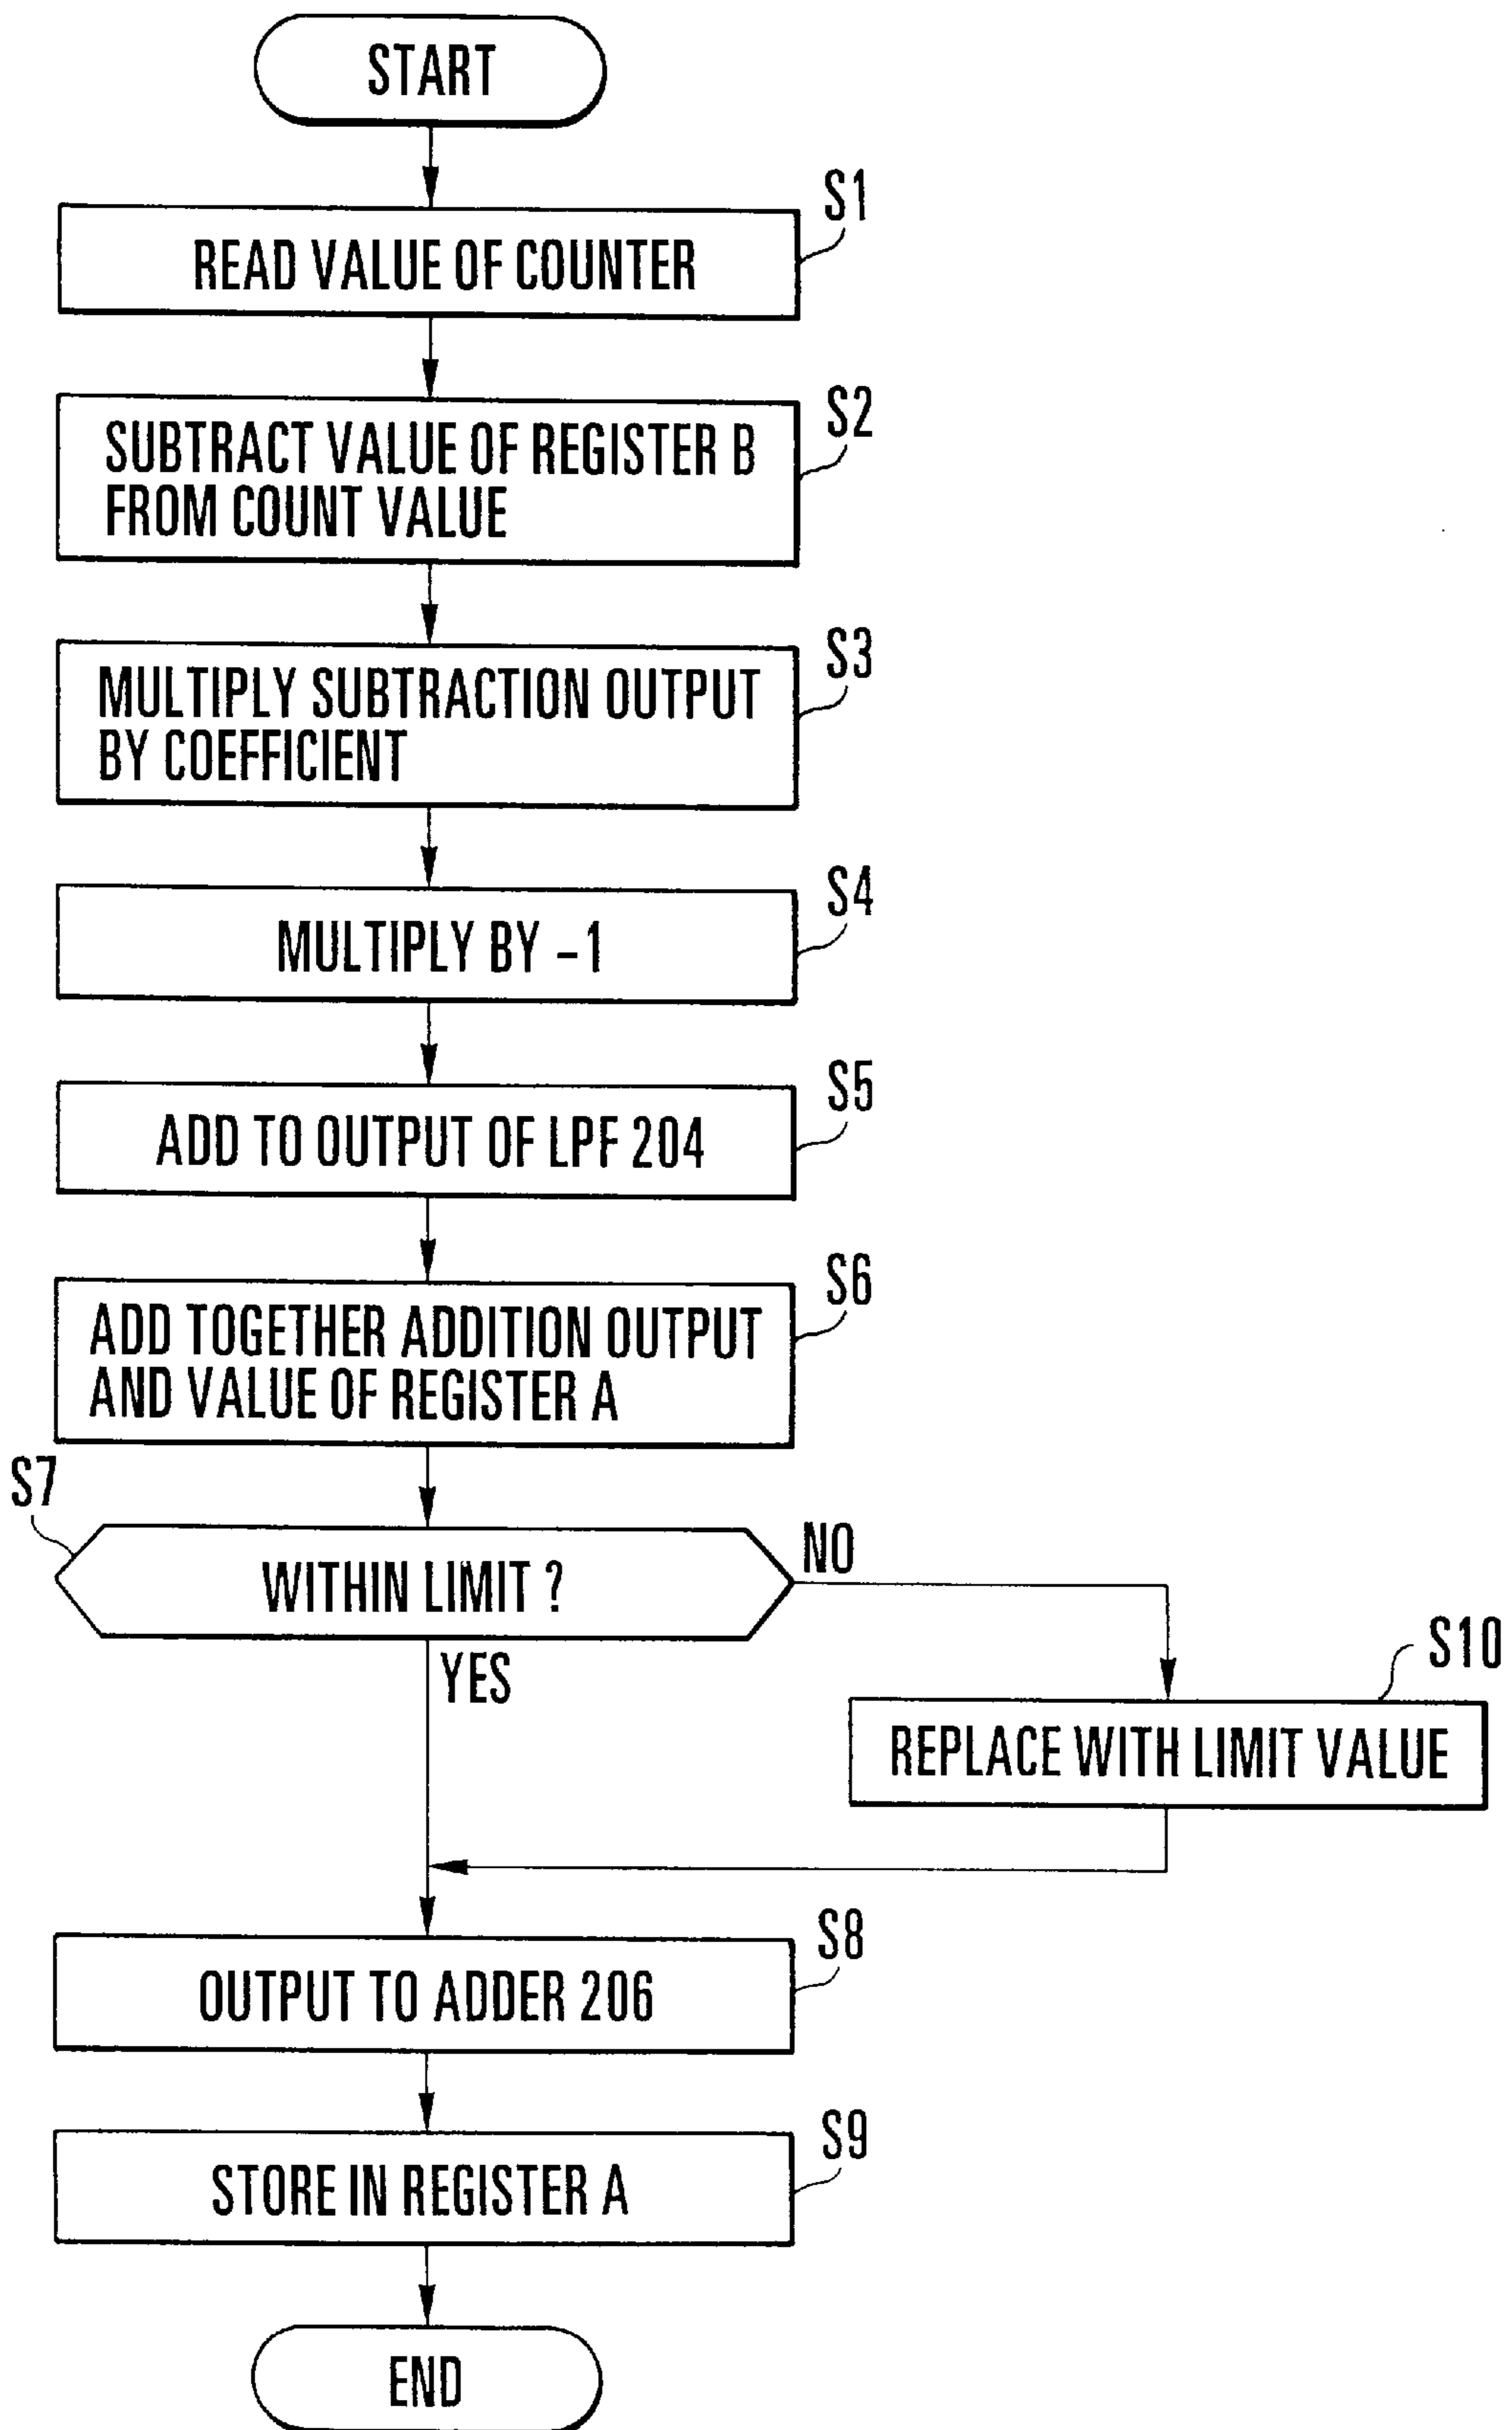 START
S1
READ VALUE OF COUNTER
S2
SUBTRACT VALUE OF REGISTER B
FROM COUNT VALUE
S3
MULTIPLY SUBTRACTION OUTPUT
BY COEFFICIENT
S4
MULTIPLY BY -1
S5
ADD TO OUTPUT OF LPF 204
S6
ADD TOGETHER ADDITION OUTPUT
AND VALUE OF REGISTER A
S7
WITHIN LIMIT ?
NO
YES
S10
REPLACE WITH LIMIT VALUE
S8
OUTPUT TO ADDER 206
S9
STORE IN REGISTER A
END